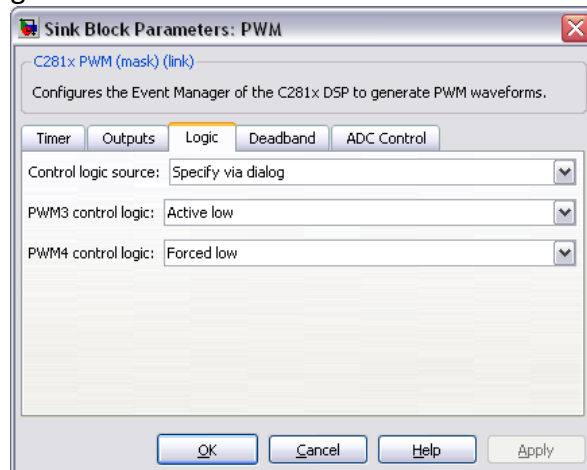 Sink Block Parameters: PWM
C281x PWM (mask) (link)
Configures the Event Manager of the C281x DSP to generate PWM waveforms.
Timer Outputs Logic Deadband ADC Control
Control logic source: Specify via dialog
PWM3 control logic: Active low
PWM4 control logic: Forced low
OK Cancel Help Apply